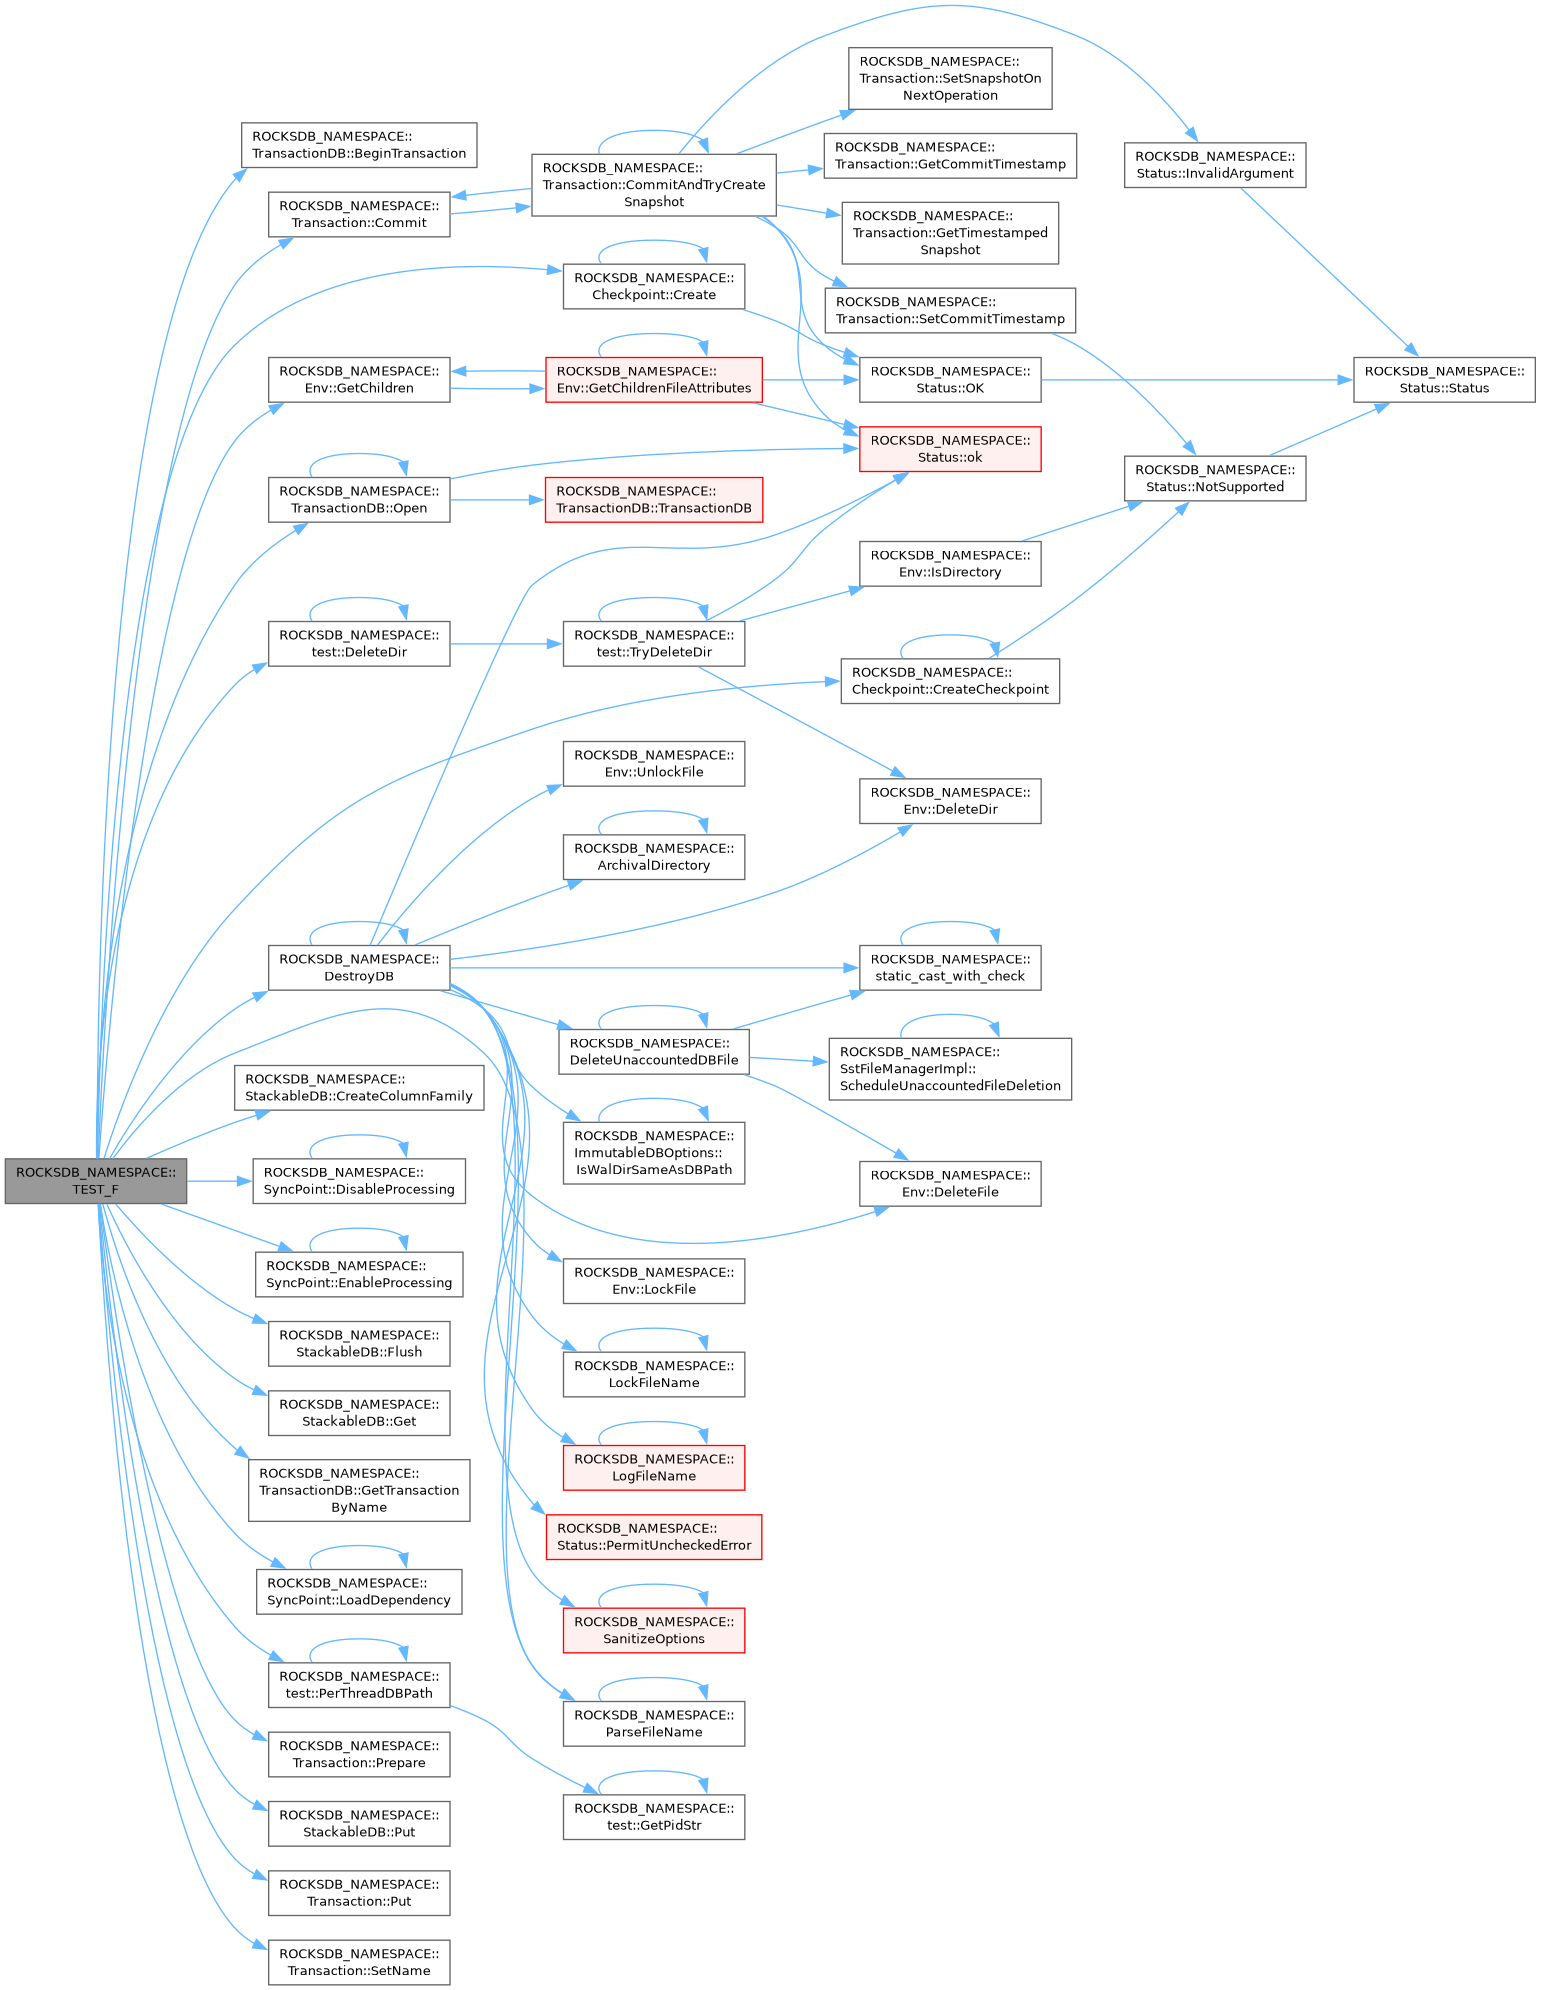 ROCKSDB_NAMESPACE::
TEST_F
ROCKSDB_NAMESPACE::
TransactionDB::BeginTransaction
ROCKSDB_NAMESPACE::
Transaction::Commit
ROCKSDB_NAMESPACE::
Transaction::CommitAndTryCreate
Snapshot
ROCKSDB_NAMESPACE::
Transaction::SetSnapshotOn
NextOperation
ROCKSDB_NAMESPACE::
Transaction::GetCommitTimestamp
ROCKSDB_NAMESPACE::
Transaction::GetTimestamped
Snapshot
ROCKSDB_NAMESPACE::
Transaction::SetCommitTimestamp
ROCKSDB_NAMESPACE::
Status::InvalidArgument
ROCKSDB_NAMESPACE::
Status::Status
ROCKSDB_NAMESPACE::
Status::NotSupported
ROCKSDB_NAMESPACE::
Status::OK
ROCKSDB_NAMESPACE::
Status::ok
ROCKSDB_NAMESPACE::
Checkpoint::Create
ROCKSDB_NAMESPACE::
Env::GetChildren
ROCKSDB_NAMESPACE::
Env::GetChildrenFileAttributes
ROCKSDB_NAMESPACE::
TransactionDB::Open
ROCKSDB_NAMESPACE::
TransactionDB::TransactionDB
ROCKSDB_NAMESPACE::
test::DeleteDir
ROCKSDB_NAMESPACE::
test::TryDeleteDir
ROCKSDB_NAMESPACE::
Env::IsDirectory
ROCKSDB_NAMESPACE::
Checkpoint::CreateCheckpoint
ROCKSDB_NAMESPACE::
Env::DeleteDir
ROCKSDB_NAMESPACE::
DestroyDB
ROCKSDB_NAMESPACE::
Env::UnlockFile
ROCKSDB_NAMESPACE::
ArchivalDirectory
ROCKSDB_NAMESPACE::
static_cast_with_check
ROCKSDB_NAMESPACE::
DeleteUnaccountedDBFile
ROCKSDB_NAMESPACE::
SstFileManagerImpl::
ScheduleUnaccountedFileDeletion
ROCKSDB_NAMESPACE::
ImmutableDBOptions::
IsWalDirSameAsDBPath
ROCKSDB_NAMESPACE::
Env::DeleteFile
ROCKSDB_NAMESPACE::
Env::LockFile
ROCKSDB_NAMESPACE::
LockFileName
ROCKSDB_NAMESPACE::
LogFileName
ROCKSDB_NAMESPACE::
Status::PermitUncheckedError
ROCKSDB_NAMESPACE::
SanitizeOptions
ROCKSDB_NAMESPACE::
ParseFileName
ROCKSDB_NAMESPACE::
test::GetPidStr
ROCKSDB_NAMESPACE::
StackableDB::CreateColumnFamily
ROCKSDB_NAMESPACE::
SyncPoint::DisableProcessing
ROCKSDB_NAMESPACE::
SyncPoint::EnableProcessing
ROCKSDB_NAMESPACE::
StackableDB::Flush
ROCKSDB_NAMESPACE::
StackableDB::Get
ROCKSDB_NAMESPACE::
TransactionDB::GetTransaction
ByName
ROCKSDB_NAMESPACE::
SyncPoint::LoadDependency
ROCKSDB_NAMESPACE::
test::PerThreadDBPath
ROCKSDB_NAMESPACE::
Transaction::Prepare
ROCKSDB_NAMESPACE::
StackableDB::Put
ROCKSDB_NAMESPACE::
Transaction::Put
ROCKSDB_NAMESPACE::
Transaction::SetName